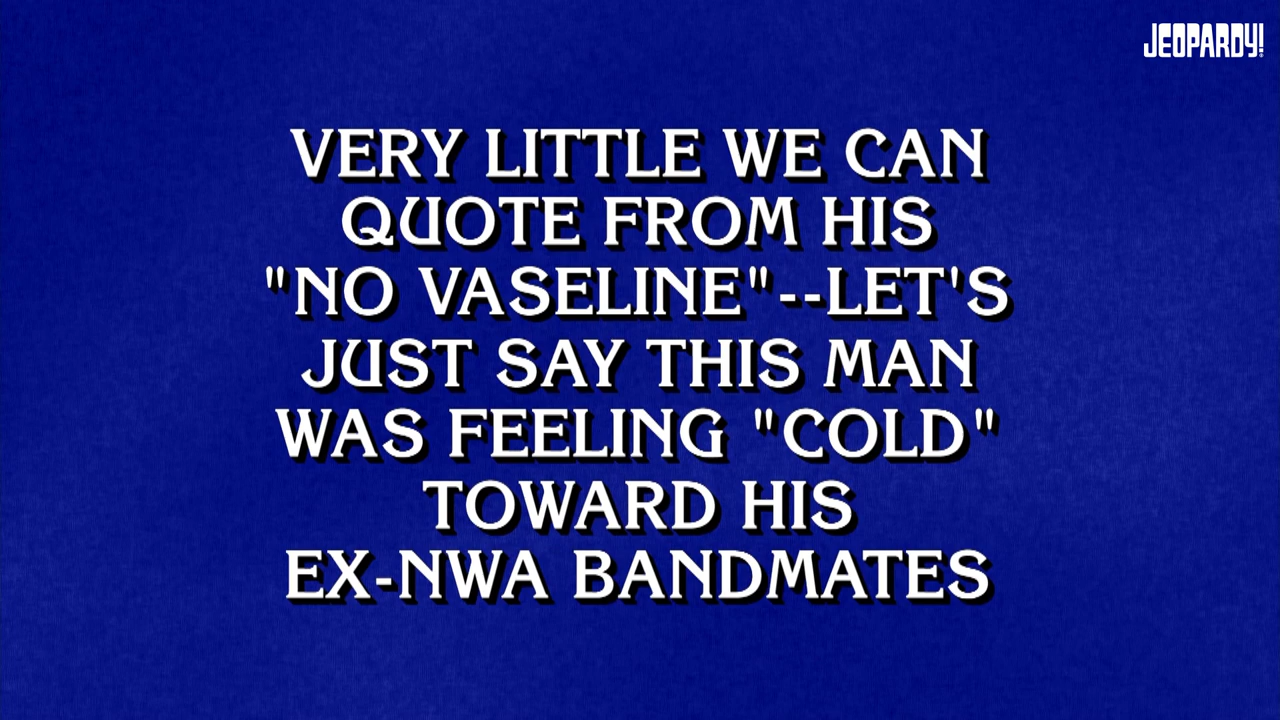 JEOPARDY!
VERY LITTLE WE CAN
QUOTE FROM HIS
"NO VASELINE"--LET'S
JUST SAY THIS MAN
WAS FEELING "COLD"
TOWARD HIS
EX-NWA BANDMATES